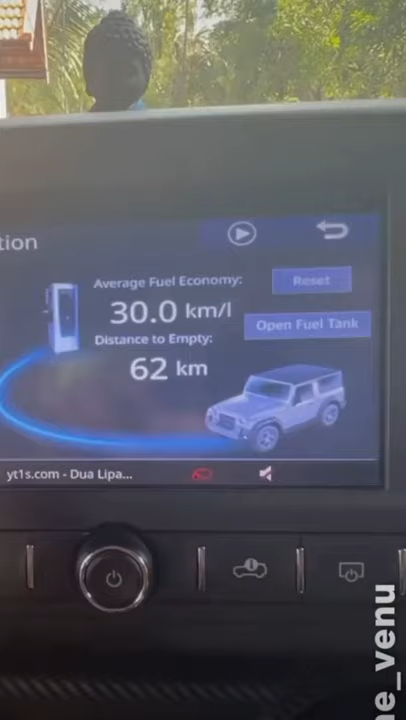 tion
Average Fuel Economy:
Reset
30.0 km/l
Open Fuel Tank
Distance to Empty:
62 km
yt1s.com - Dua Lipa...
ne_venu